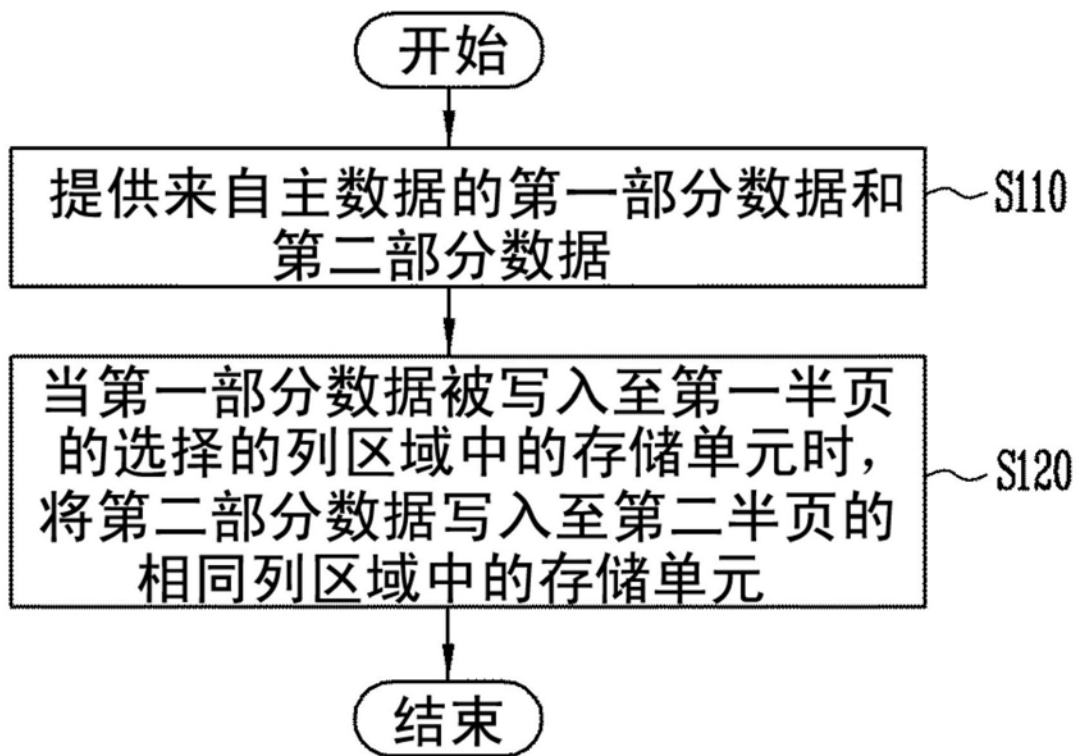 开始
提供来自主数据的第一部分数据和
第二部分数据
S110
当第一部分数据被写入至第一半页
的选择的列区域中的存储单元时，
将第二部分数据写入至第二半页的
相同列区域中的存储单元
S120
结束